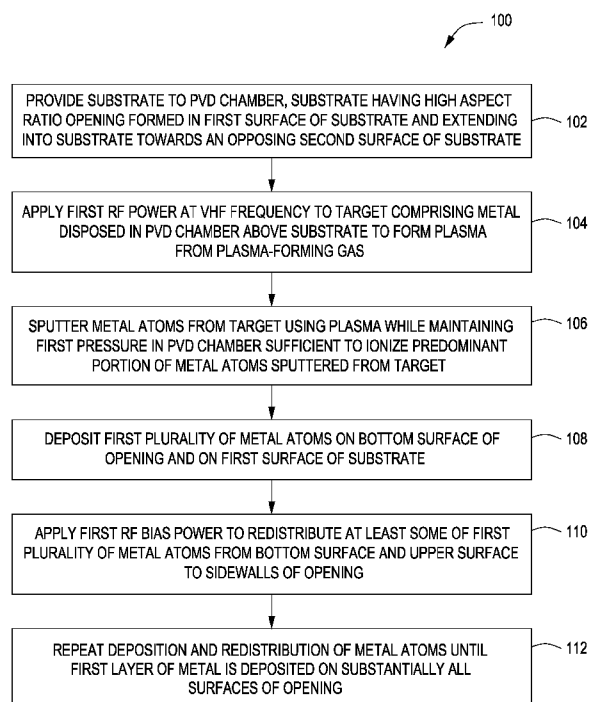 100
PROVIDE SUBSTRATE TO PVD CHAMBER, SUBSTRATE HAVING HIGH ASPECT
RATIO OPENING FORMED IN FIRST SURFACE OF SUBSTRATE AND EXTENDING
INTO SUBSTRATE TOWARDS AN OPPOSING SECOND SURFACE OF SUBSTRATE
102
APPLY FIRST RF POWER AT VHF FREQUENCY TO TARGET COMPRISING METAL
DISPOSED IN PVD CHAMBER ABOVE SUBSTRATE TO FORM PLASMA
FROM PLASMA-FORMING GAS
104
SPUTTER METAL ATOMS FROM TARGET USING PLASMA WHILE MAINTAINING
FIRST PRESSURE IN PVD CHAMBER SUFFICIENT TO IONIZE PREDOMINANT
PORTION OF METAL ATOMS SPUTTERED FROM TARGET
106
DEPOSIT FIRST PLURALITY OF METAL ATOMS ON BOTTOM SURFACE OF
OPENING AND ON FIRST SURFACE OF SUBSTRATE
108
APPLY FIRST RF BIAS POWER TO REDISTRIBUTE AT LEAST SOME OF FIRST
PLURALITY OF METAL ATOMS FROM BOTTOM SURFACE AND UPPER SURFACE
TO SIDEWALLS OF OPENING
110
REPEAT DEPOSITION AND REDISTRIBUTION OF METAL ATOMS UNTIL
FIRST LAYER OF METAL IS DEPOSITED ON SUBSTANTIALLY ALL
SURFACES OF OPENING
112